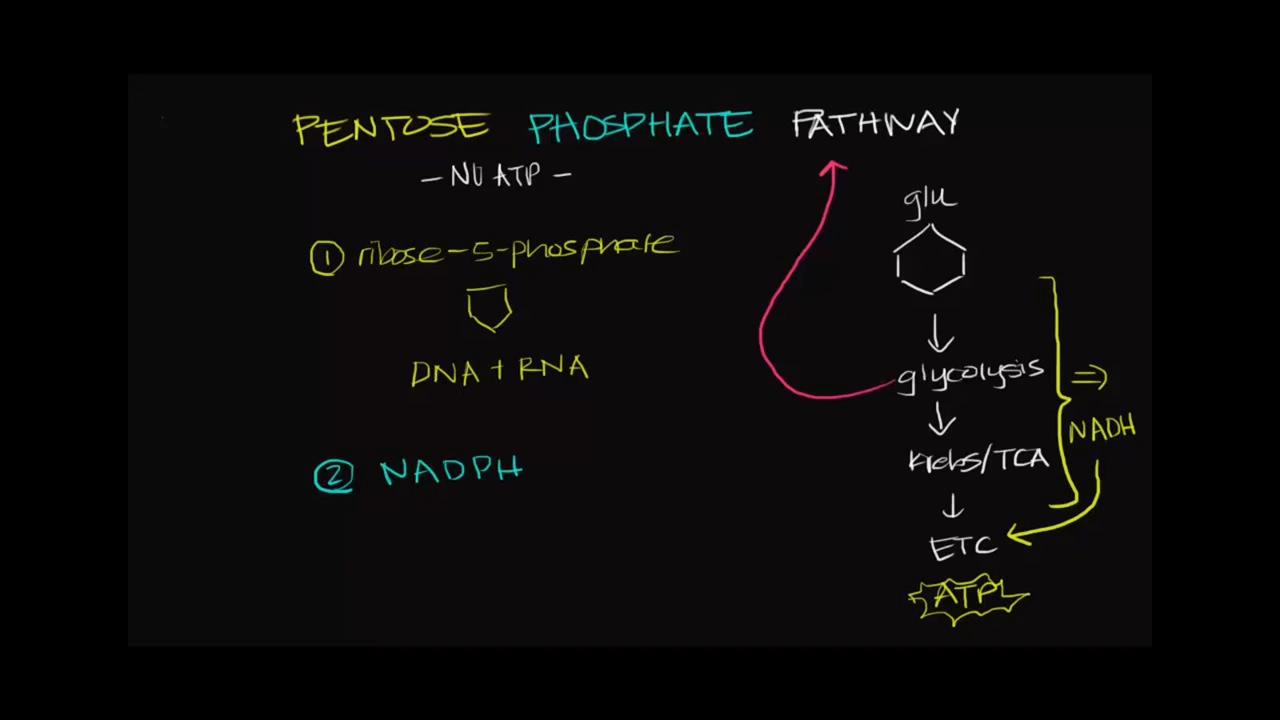 PENTOSE PHOSPHATE PATHWAY
- NO ATP -
① ribose-5-phosphate
DNA + RNA
② NADPH
glu
glycolysis
⇒
NADH
Krebs/TCA
ETC
ATP